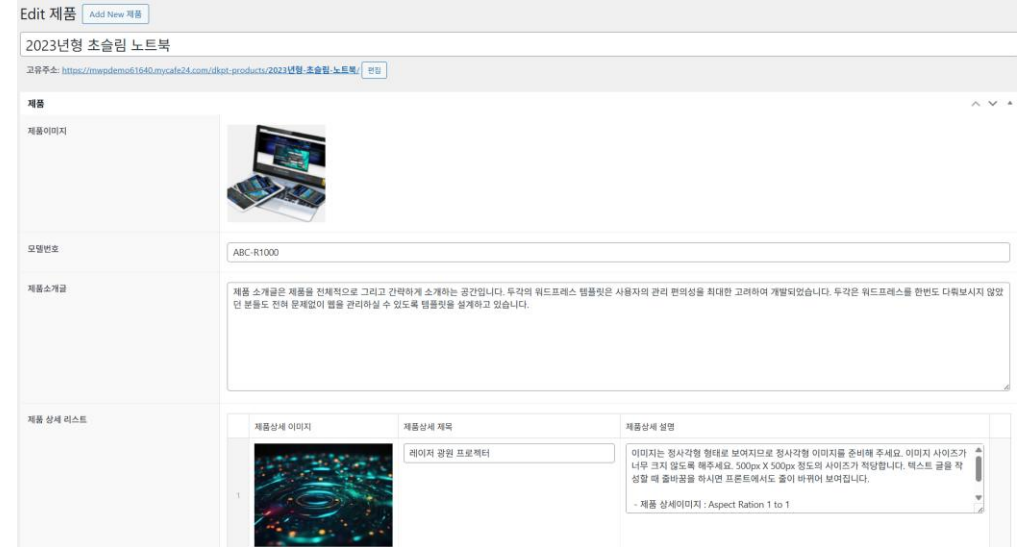 Edit 제품 Add New 제품
2023년형 초슬림 노트북
고유주소: https://mwpdemo61640.mycafe24.com/dkpt-products/2023년형-초슬림-노트북/ 편집
제품
제품이미지
모델번호
ABC-R1000
제품소개글
제품 소개글은 제품을 전체적으로 그리고 간략하게 소개하는 공간입니다. 두각의 워드프레스 템플릿은 사용자의 관리 편의성을 최대한 고려하여 개발되었습니다. 두각은 워드프레스를 한번도 다뤄보시지 않았
던 분들도 전혀 문제없이 웹을 관리하실 수 있도록 템플릿을 설계하고 있습니다.
제품 상세 리스트
제품상세 이미지 제품상세 제목 제품상세 설명
1
레이저 광원 프로젝터
이미지는 정사각형 형태로 보여지므로 정사각형 이미지를 준비해 주세요. 이미지 사이즈가
너무 크지 않도록 해주세요. 500px X 500px 정도의 사이즈가 적당합니다. 텍스트 글을 작
성할 때 줄바꿈을 하시면 프론트에서도 줄이 바뀌어 보여집니다.
- 제품 상세이미지 : Aspect Ration 1 to 1